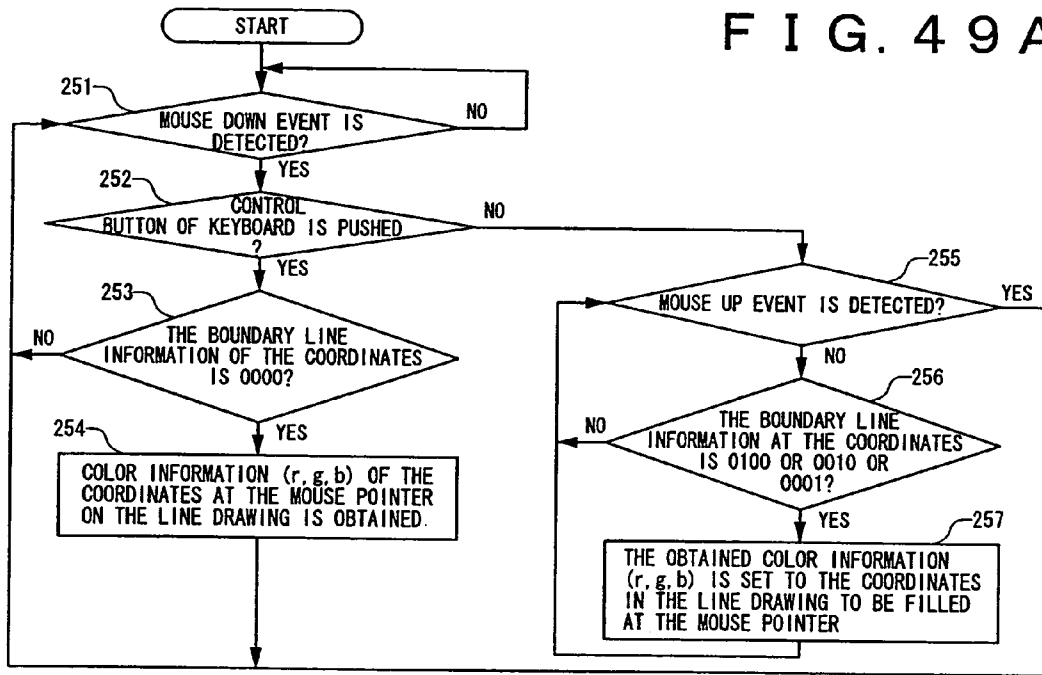 START
F I G. 4 9 A
251
MOUSE DOWN EVENT IS
DETECTED?
NO
YES
252
CONTROL
BUTTON OF KEYBOARD IS PUSHED
?
NO
YES
253
THE BOUNDARY LINE
INFORMATION OF THE COORDINATES
IS 0000?
NO
YES
254
COLOR INFORMATION (r, g, b) OF THE
COORDINATES AT THE MOUSE POINTER
ON THE LINE DRAWING IS OBTAINED.
255
MOUSE UP EVENT IS DETECTED?
YES
NO
256
THE BOUNDARY LINE
INFORMATION AT THE COORDINATES
IS 0100 OR 0010 OR
0001?
NO
YES
257
THE OBTAINED COLOR INFORMATION
(r, g, b) IS SET TO THE COORDINATES
IN THE LINE DRAWING TO BE FILLED
AT THE MOUSE POINTER